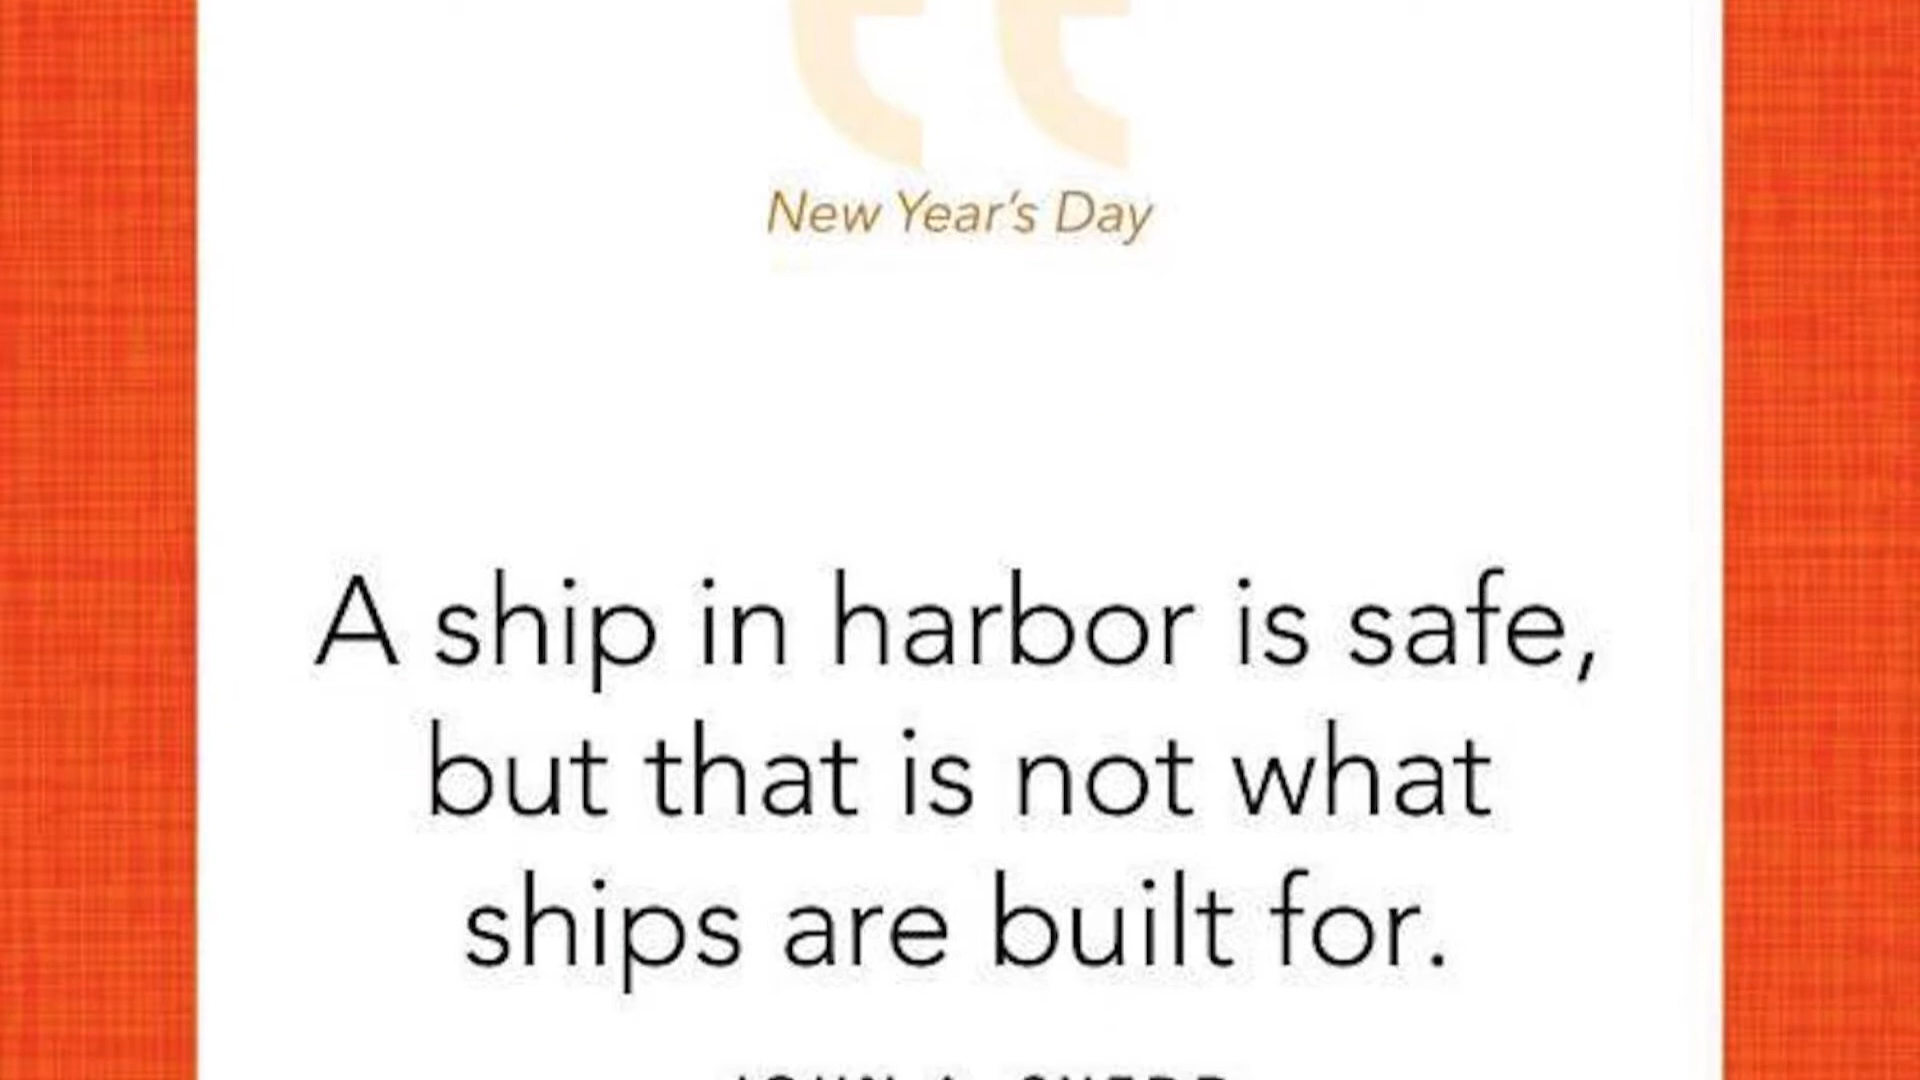 New Year's Day
A ship in harbor is safe,
but that is not what
ships are built for.